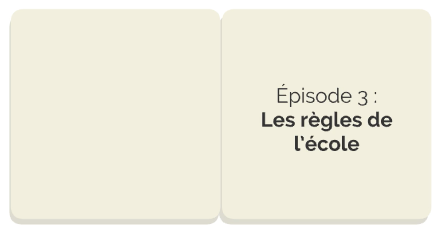 Épisode 3 :
Les règles de
l'école